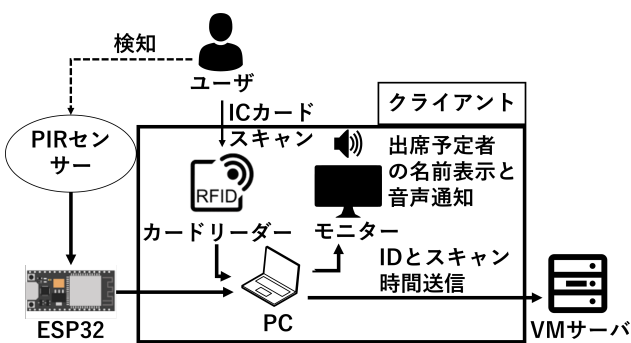 検知
ユーザ
クライアント
ICカード
スキャン
PIRセン
サー
出席予定者
の名前表示と
音声通知
RFID
カードリーダー
モニター
IDとスキャン
時間送信
ESP32
PC
VMサーバ